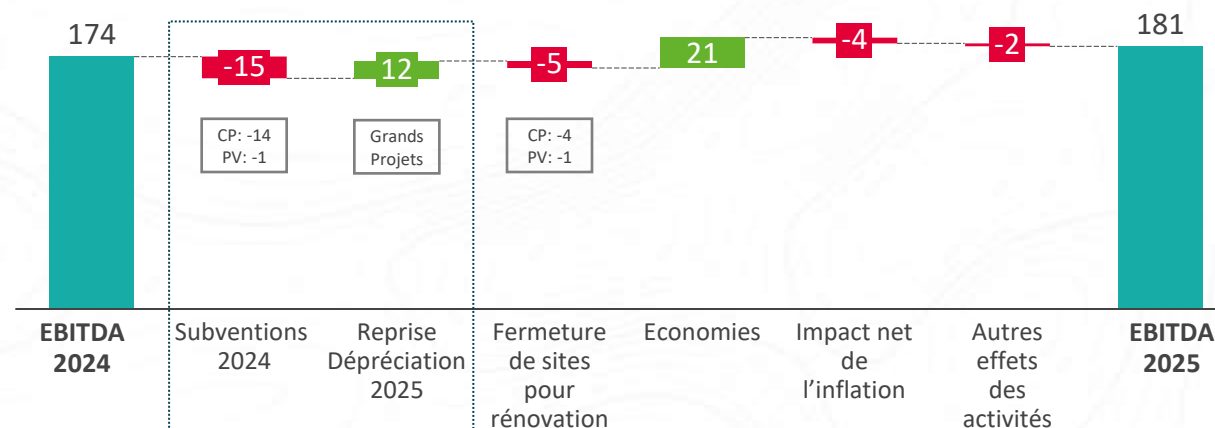 174
-15
12
-5
21
-4
-2
181
CP: -14
PV: -1
Grands
Projets
CP: -4
PV: -1
EBITDA
2024
Subventions
2024
Reprise
Dépréciation
2025
Fermeture
de sites
pour
rénovation
Economies
Impact net
de
l’inflation
Autres
effets
des
activités
EBITDA
2025